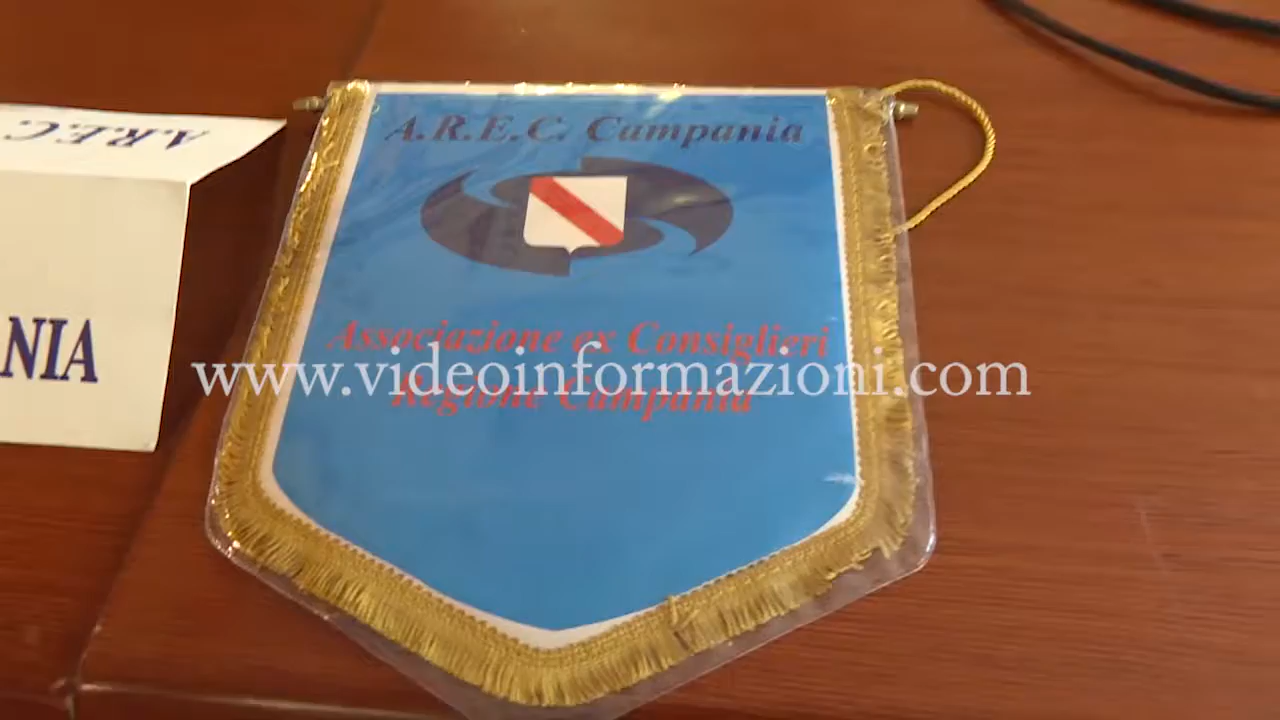 A.R.E.C. Campania
A.R.E.C.
NIA
Associazione ex Consiglieri
Regione Campania
www.videoinformazioni.com